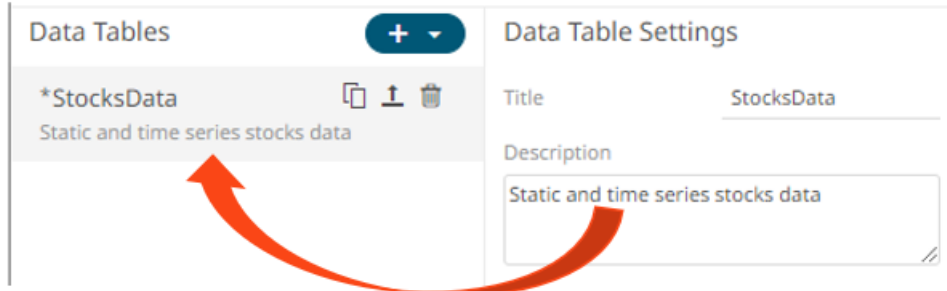 Data Tables
*StocksData
Static and time series stocks data
Data Table Settings
Title StocksData
Description
Static and time series stocks data